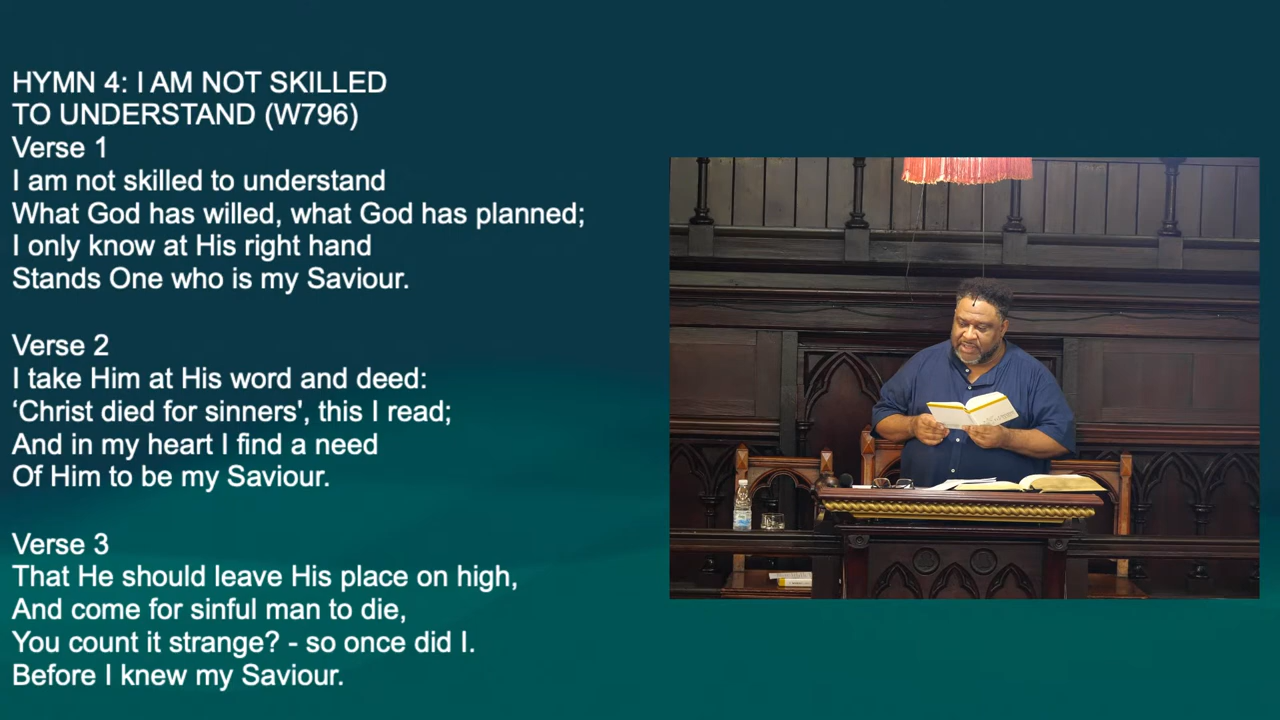 HYMN 4: I AM NOT SKILLED
TO UNDERSTAND (W796)
Verse 1
I am not skilled to understand
What God has willed, what God has planned;
I only know at His right hand
Stands One who is my Saviour.
Verse 2
I take Him at His word and deed:
‘Christ died for sinners', this I read;
And in my heart I find a need
Of Him to be my Saviour.
Verse 3
That He should leave His place on high,
And come for sinful man to die,
You count it strange? - so once did I.
Before I knew my Saviour.